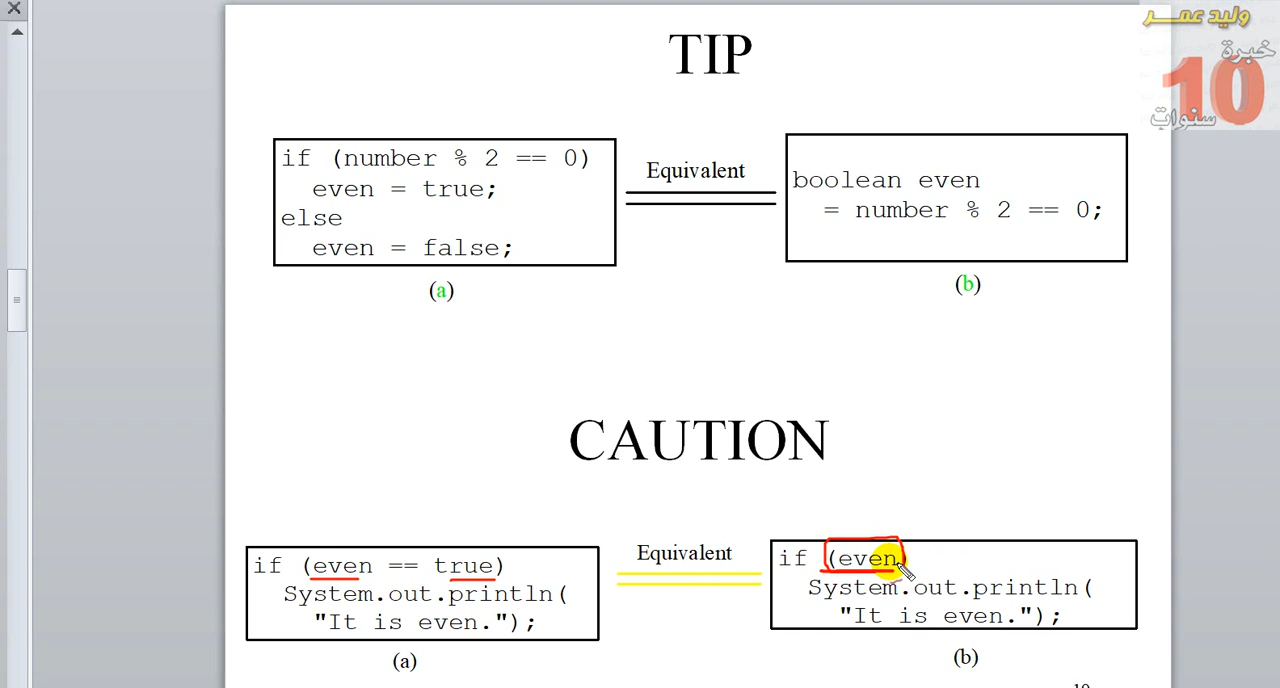 وليد عمر
خبرة
10
سنوات
TIP
if (number % 2 == 0)
even = true;
else
even = false;
(a)
Equivalent
boolean even
= number % 2 == 0;
(b)
CAUTION
if (even == true)
System.out.println(
"It is even.");
(a)
Equivalent
if (even)
System.out.println(
"It is even.");
(b)